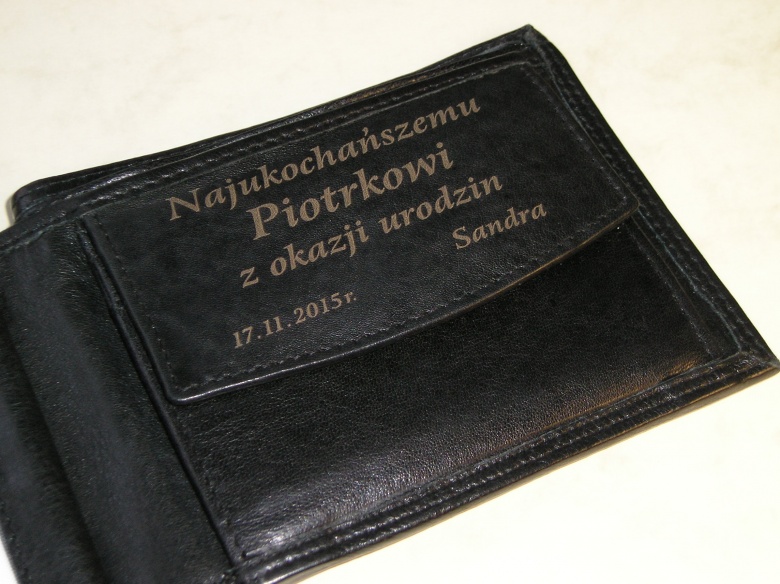 Najukochańszemu
Piotrkowi
z okazji urodzin
Sandra
17.11.2015r.